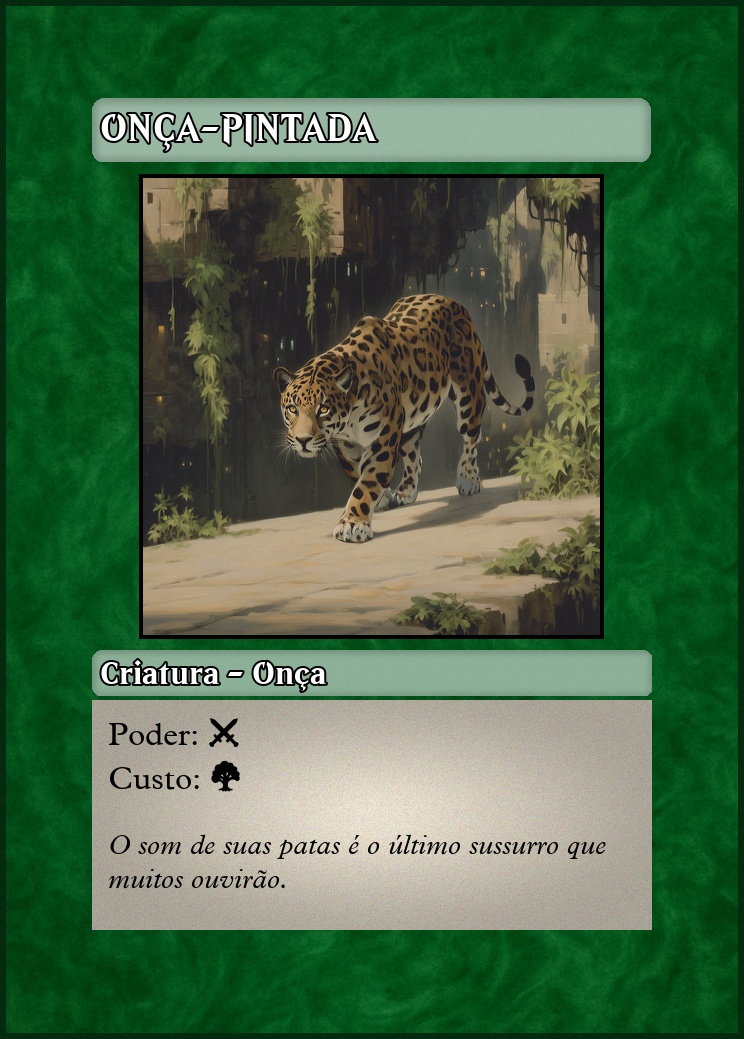 ONÇA-PINTADA
Criatura - Onça
Poder:
Custo:
O som de suas patas é o último sussurro que
muitos ouvirão.